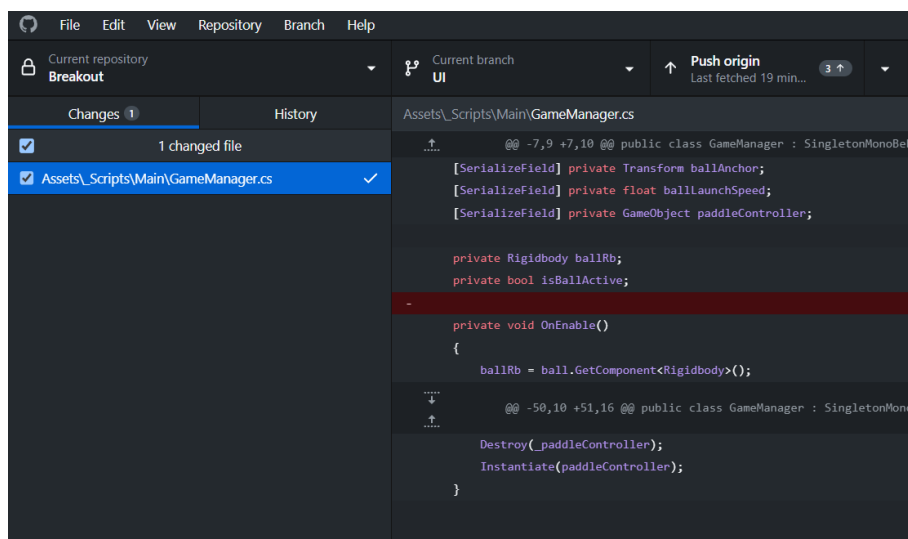 File Edit View Repository Branch Help
Current repository
Breakout
Current branch
UI
Push origin
Last fetched 19 min...
3
Changes 1
History
1 changed file
Assets\_Scripts\Main\GameManager.cs
Assets\_Scripts\Main\GameManager.cs
@@ -7,9 +7,10 @@ public class GameManager : SingletonMonoBe
[SerializeField] private Transform ballAnchor;
[SerializeField] private float ballLaunchSpeed;
[SerializeField] private GameObject paddleController;
private Rigidbody ballRb;
private bool isBallActive;
-
private void OnEnable()
{
ballRb = ball.GetComponent<Rigidbody>();
@@ -50,10 +51,16 @@ public class GameManager : SingletonMono
Destroy(_paddleController);
Instantiate(paddleController);
}